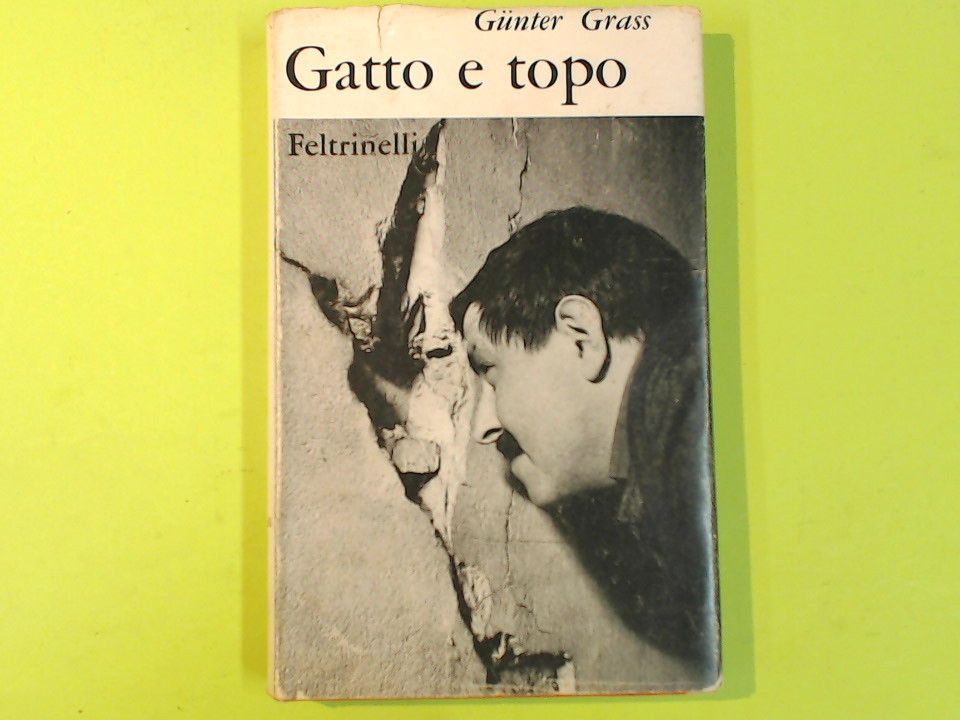 Günter Grass
Gatto e topo
Feltrinelli